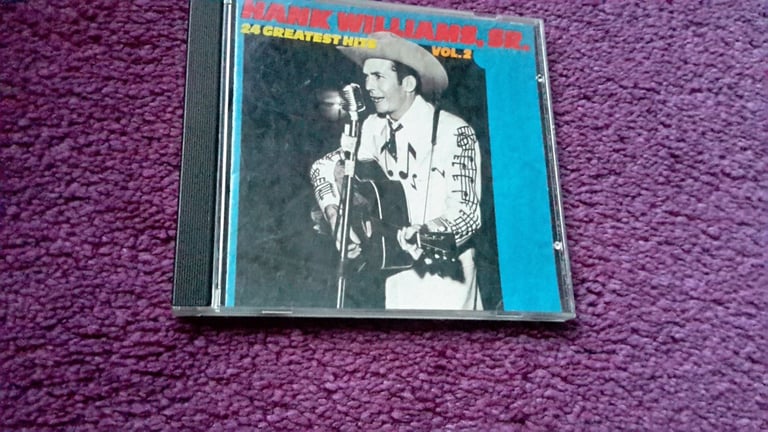 HANK WILLIAMS, SR.
24 GREATEST HITS
VOL. 2